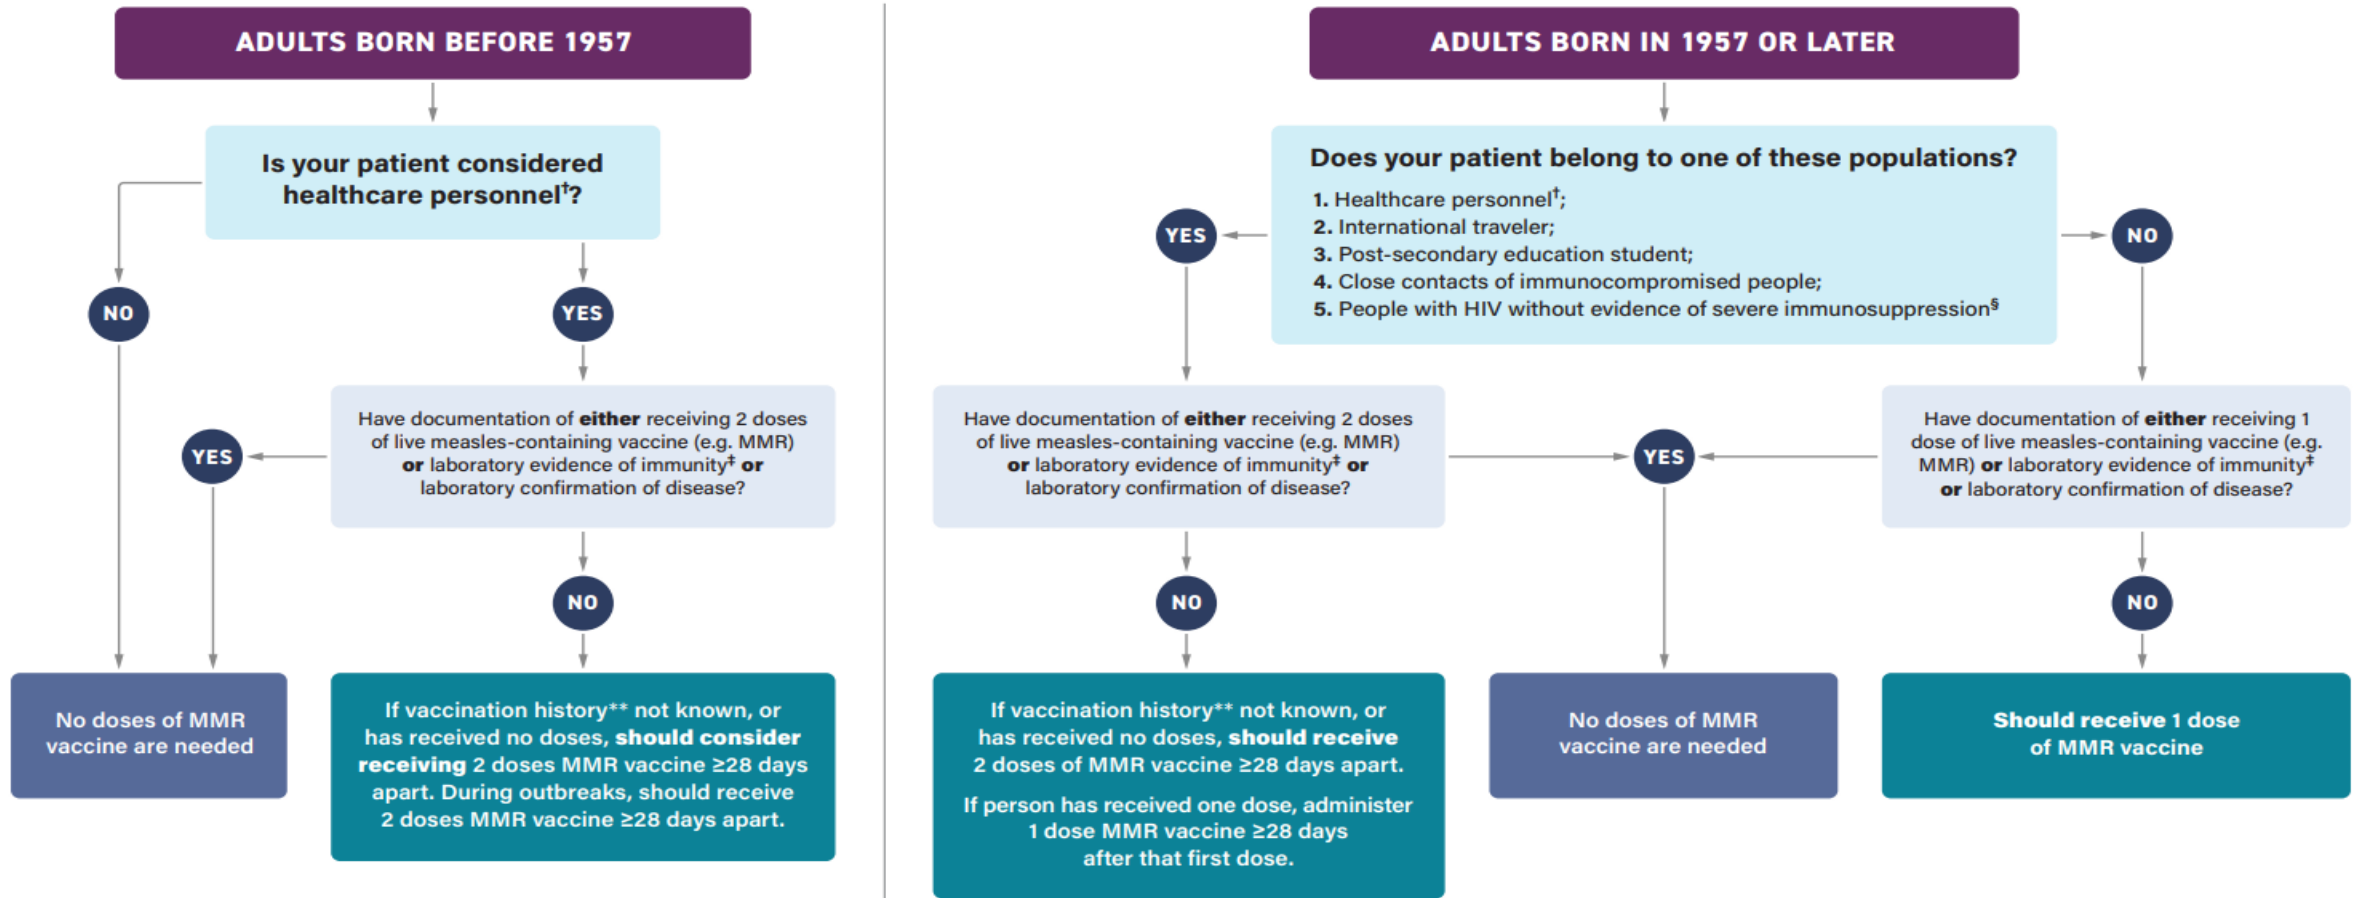 ADULTS BORN BEFORE 1957
Is your patient considered
healthcare personnel†?
NO
YES
Have documentation of either receiving 2 doses
of live measles-containing vaccine (e.g. MMR)
or laboratory evidence of immunity‡ or
laboratory confirmation of disease?
YES
NO
No doses of MMR
vaccine are needed
If vaccination history** not known, or
has received no doses, should consider
receiving 2 doses MMR vaccine ≥28 days
apart. During outbreaks, should receive
2 doses MMR vaccine ≥28 days apart.
ADULTS BORN IN 1957 OR LATER
Does your patient belong to one of these populations?
1. Healthcare personnel†;
2. International traveler;
3. Post-secondary education student;
4. Close contacts of immunocompromised people;
5. People with HIV without evidence of severe immunosuppression§
YES
NO
Have documentation of either receiving 2 doses
of live measles-containing vaccine (e.g. MMR)
or laboratory evidence of immunity‡ or
laboratory confirmation of disease?
YES
Have documentation of either receiving 1
dose of live measles-containing vaccine (e.g.
MMR) or laboratory evidence of immunity‡
or laboratory confirmation of disease?
NO
NO
If vaccination history** not known, or
has received no doses, should receive
2 doses of MMR vaccine ≥28 days apart.
If person has received one dose, administer
1 dose MMR vaccine ≥28 days
after that first dose.
No doses of MMR
vaccine are needed
Should receive 1 dose
of MMR vaccine